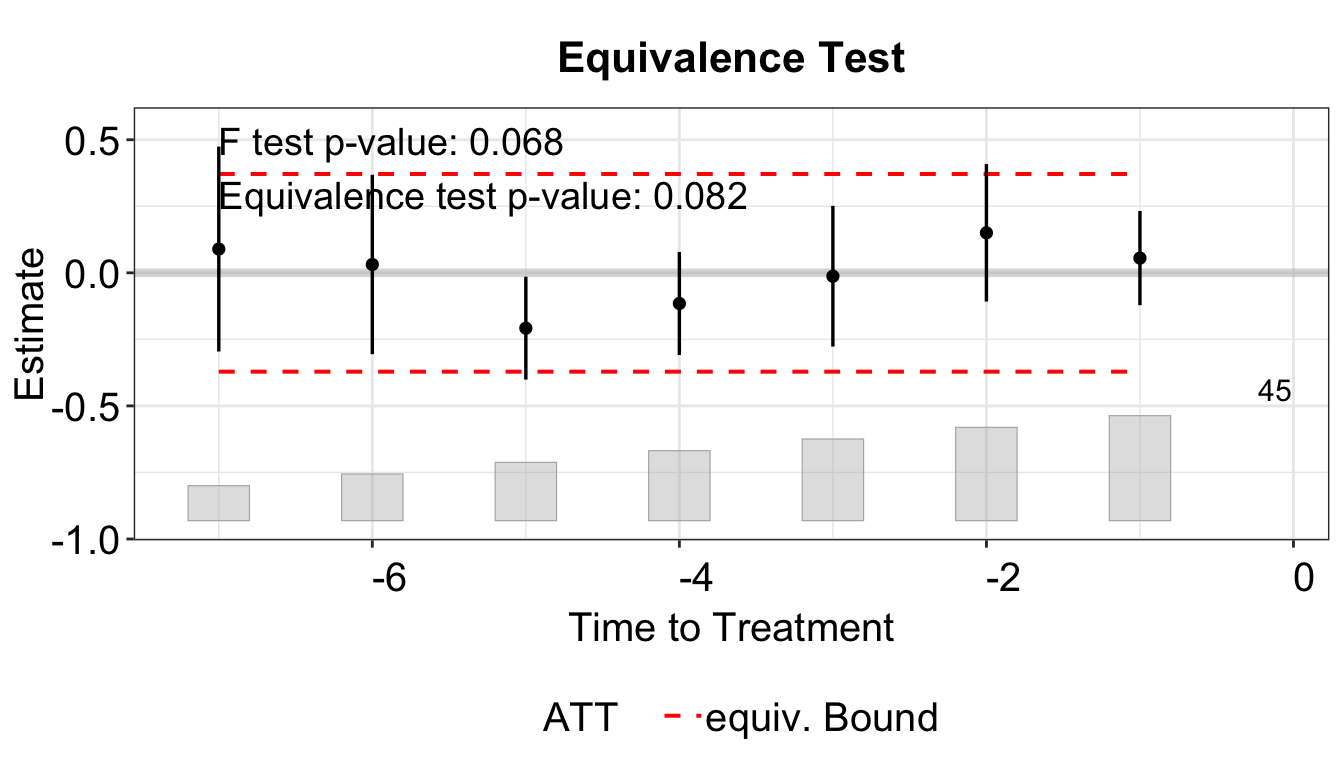 Equivalence Test
F test p-value: 0.068
Equivalence test p-value: 0.082
0.5
0.0
-0.5
-1.0
Estimate
45
-6
-4
-2
0
Time to Treatment
ATT
equiv. Bound